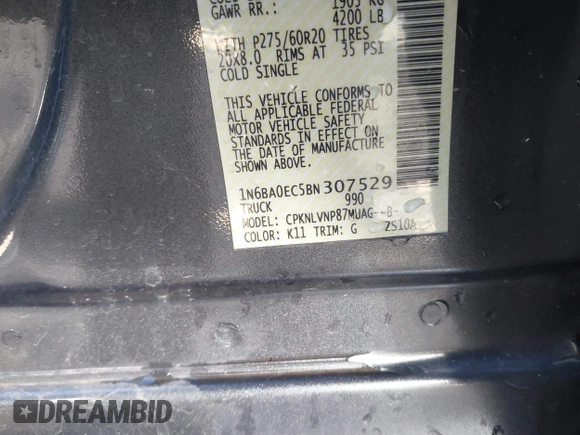 GAWR RR.: 1905 KG
4200 LB
WITH P275/60R20 TIRES
20X8.0 RIMS AT 35 PSI
COLD SINGLE
THIS VEHICLE CONFORMS TO
ALL APPLICABLE FEDERAL
MOTOR VEHICLE SAFETY
STANDARDS IN EFFECT ON
THE DATE OF MANUFACTURE
SHOWN ABOVE.
1N6BA0EC5BN307529
TRUCK 990
MODEL: CPKNLVNP87MUAG--B-
COLOR: K11 TRIM: G ZS10A
DREAMBID